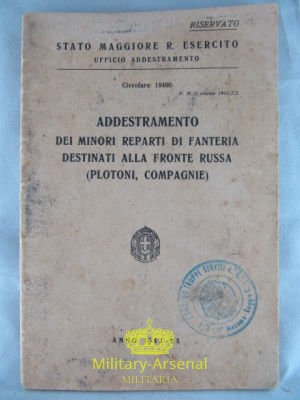 RISERVATO
STATO MAGGIORE R. ESERCITO
UFFICIO ADDESTRAMENTO
Circolare 18400
ADDESTRAMENTO
DEI MINORI REPARTI DI FANTERIA
DESTINATI ALLA FRONTE RUSSA
(PLOTONI, COMPAGNIE)
Military-Arsenal
MILITARIA